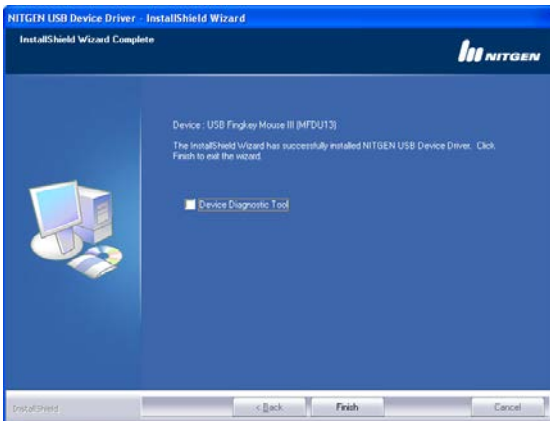 NITGEN USB Device Driver - InstallShield Wizard
InstallShield Wizard Complete
NITGEN
Device : USB Fingkey Mouse III (MFDU13)
The InstallShield Wizard has successfully installed NITGEN USB Device Driver. Click
Finish to exit the wizard.
Device Diagnostic Tool
InstallShield
< Back
Finish
Cancel